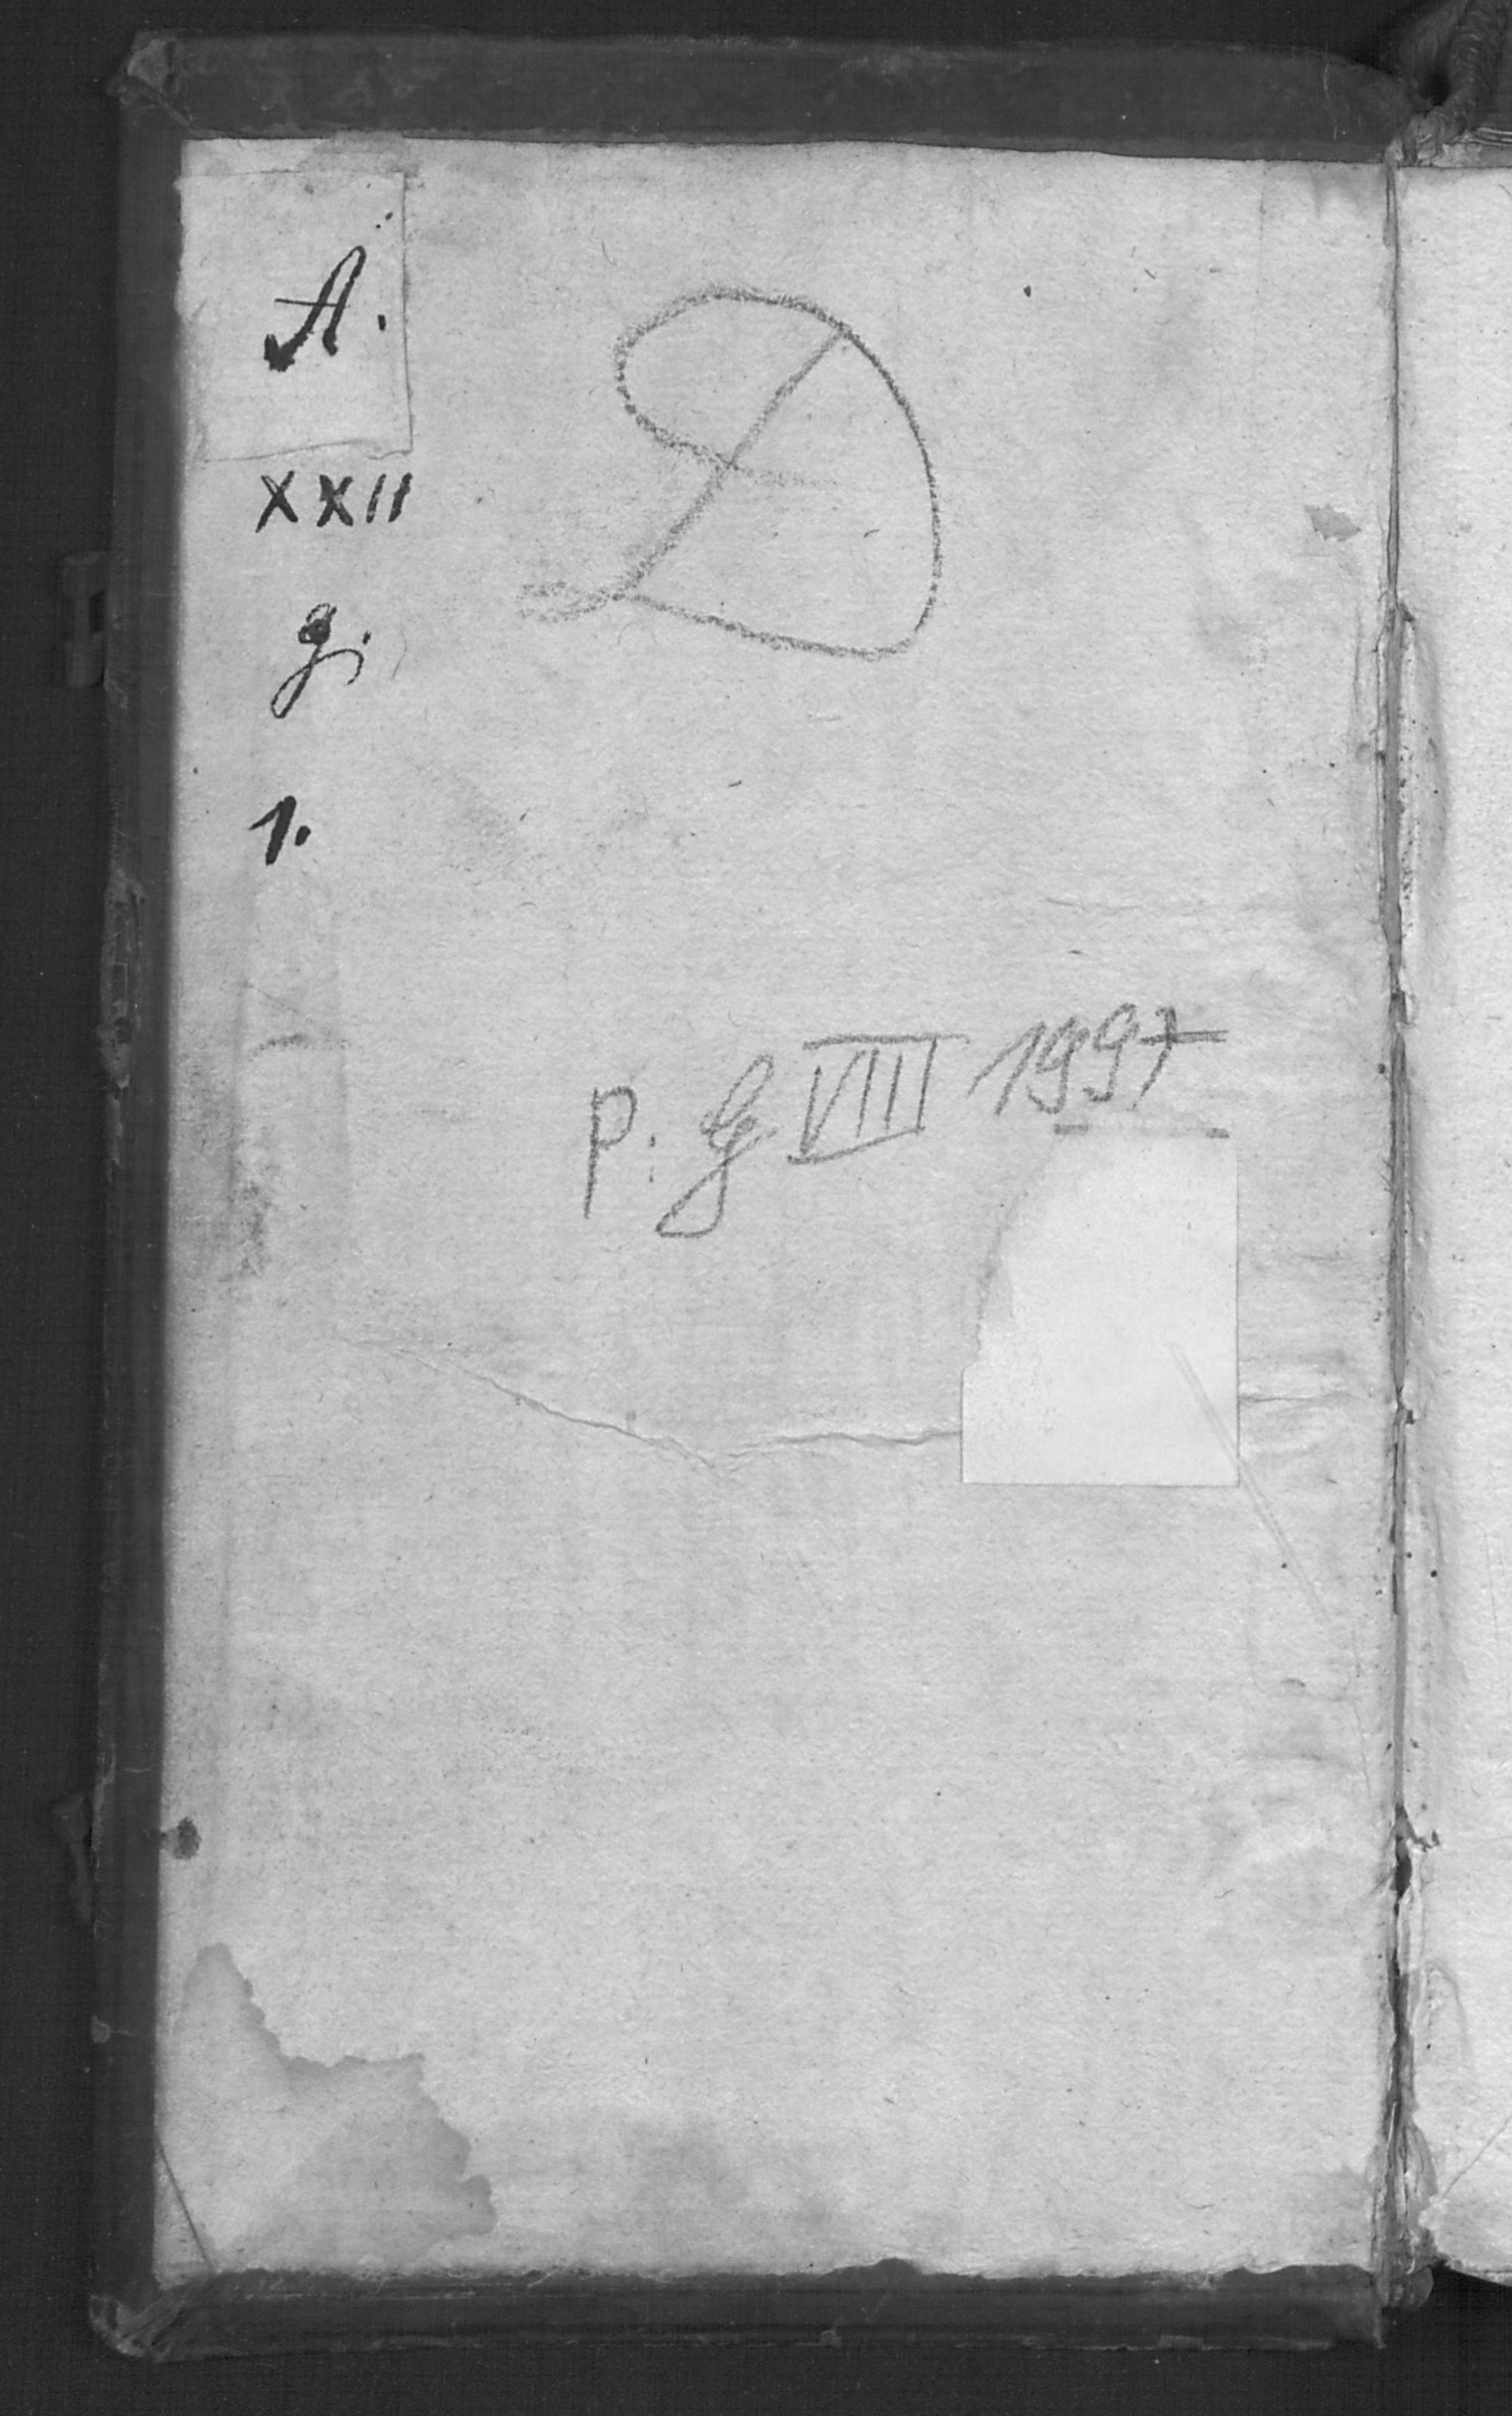 A.
XXII
g.
1.
D
p. G VIII 1997